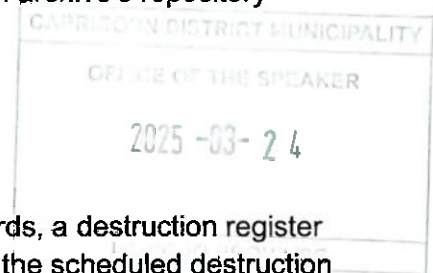 archive's repository
CAPRICORN DISTRICT MUNICIPALITY
OFFICE OF THE SPEAKER
2025 -03- 24
rds, a destruction register
the scheduled destruction